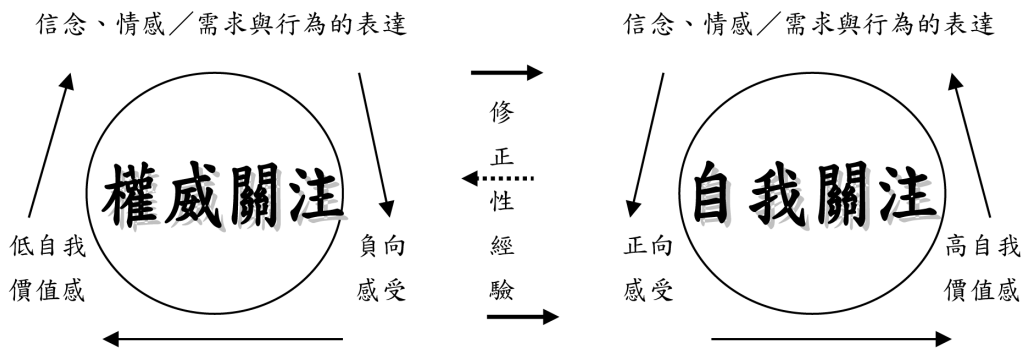 信念、情感／需求與行為的表達
權威關注
低自我
價值感
負向
感受
修正性經驗
信念、情感／需求與行為的表達
自我關注
正向
感受
高自我
價值感